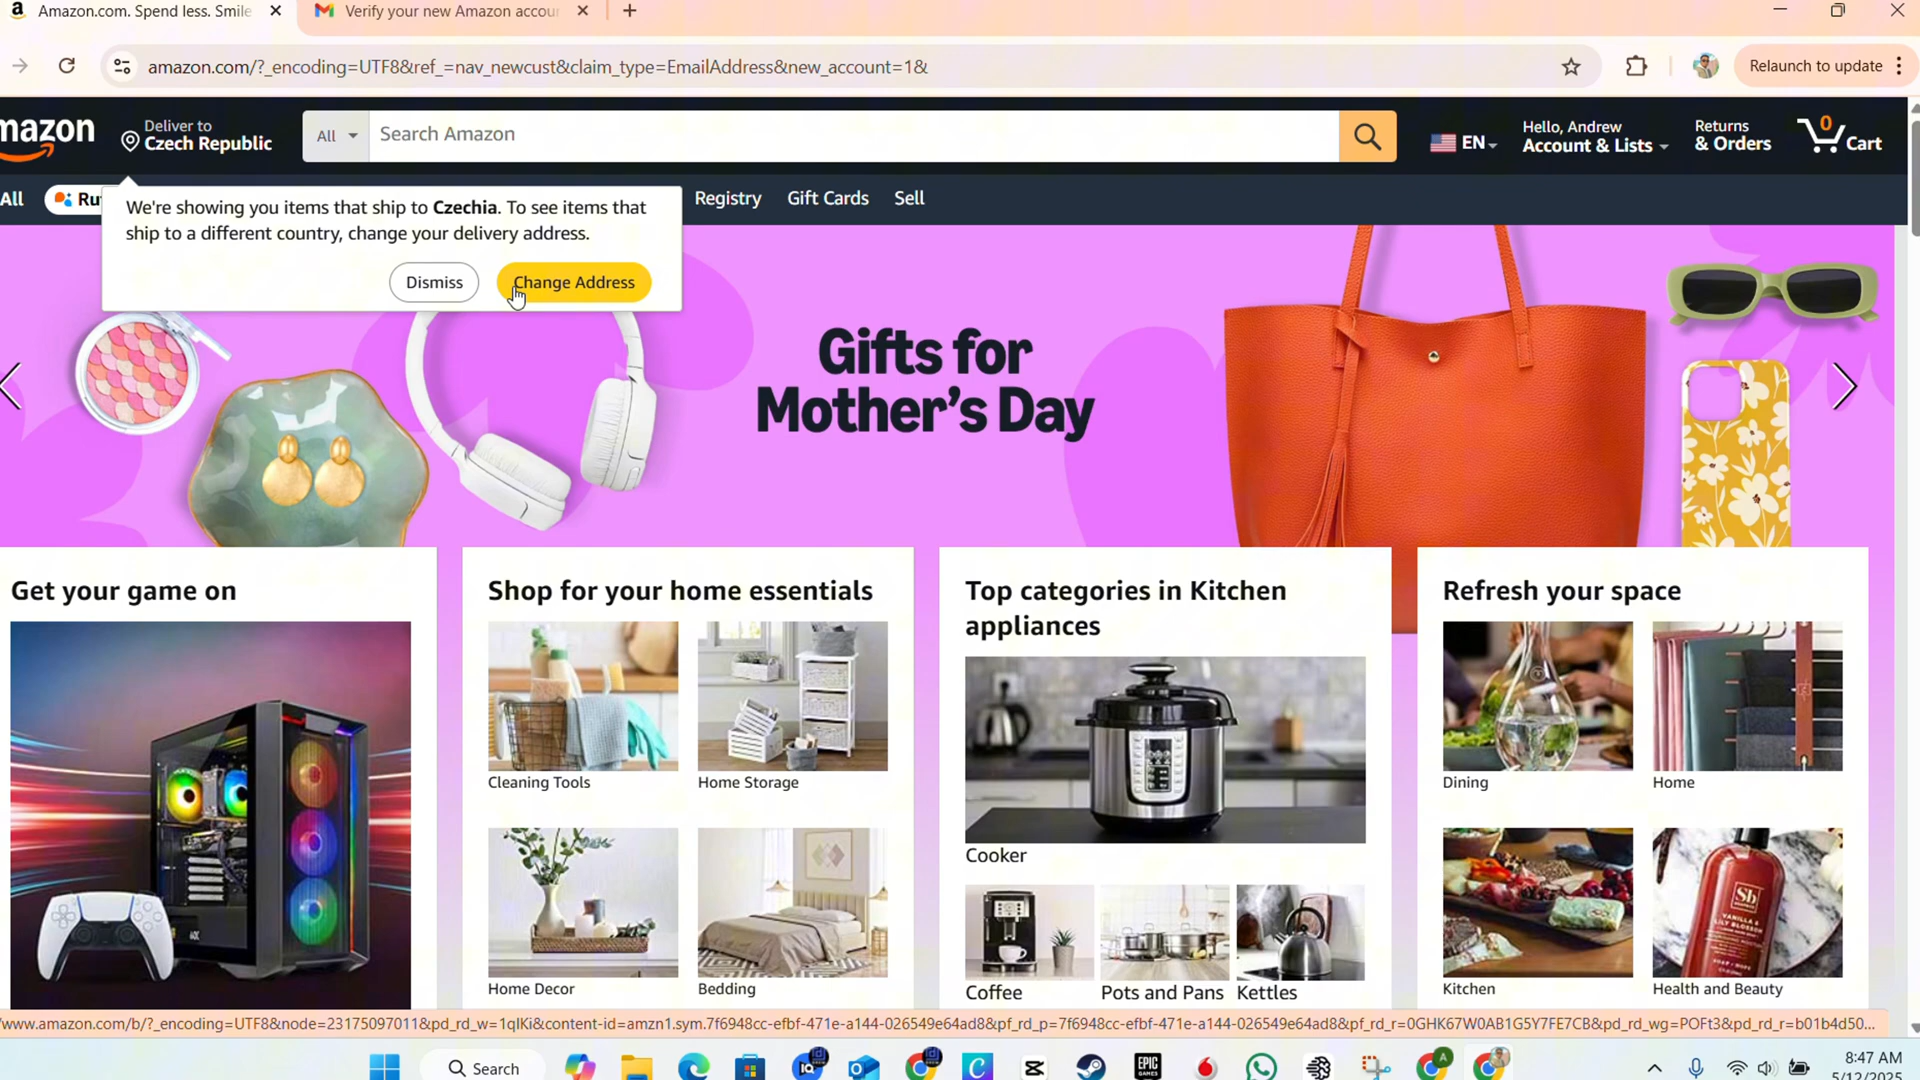 Amazon.com. Spend less. Smile
Verify your new Amazon accou
amazon.com/?_encoding=UTF8&ref_=nav_newcust&claim_type=EmailAddress&new_account=1&
Relaunch to update
mazon
Deliver to
Czech Republic
All
Search Amazon
EN
Hello, Andrew
Account & Lists
Returns
& Orders
0
Cart
All
Ru
Registry
Gift Cards
Sell
We're showing you items that ship to Czechia. To see items that
ship to a different country, change your delivery address.
Dismiss
Change Address
Gifts for
Mother's Day
Get your game on
Shop for your home essentials
Cleaning Tools
Home Storage
Home Decor
Bedding
Top categories in Kitchen
appliances
Cooker
Coffee
Pots and Pans
Kettles
Refresh your space
Dining
Home
Kitchen
Health and Beauty
Sb
VANILLA &
LILY BLOSSOM
/www.amazon.com/b/?_encoding=UTF8&node=23175097011&pd_rd_w=1qIKi&content-id=amzn1.sym.7f6948cc-efbf-471e-a144-026549e64ad8&pf_rd_p=7f6948cc-efbf-471e-a144-026549e64ad8&pf_rd_r=0GHK67W0AB1G5Y7FE7CB&pd_rd_wg=POFt3&pd_rd_r=b01b4d50...
Search
EPIC
GAMES
8:47 AM
5/12/2025